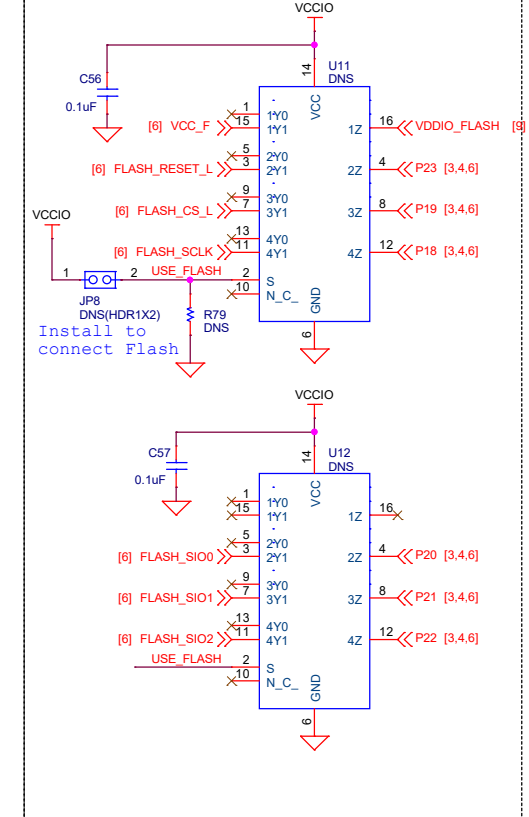 VCCIO
U11
DNS
C56
0.1uF
14
VCC
1
1Y0
[6] VCC_F
15
1Y1
1Z
16
VDDIO_FLASH [9]
5
2Y0
[6] FLASH_RESET_L
3
2Y1
2Z
4
P23 [3,4,6]
9
3Y0
[6] FLASH_CS_L
7
3Y1
3Z
8
P19 [3,4,6]
VCCIO
13
4Y0
[6] FLASH_SCLK
11
4Y1
4Z
12
P18 [3,4,6]
1
2
USE_FLASH
2
S
10
N_C_
GND
6
JP8
DNS(HDR1X2)
Install to
connect Flash
R79
DNS
VCCIO
U12
DNS
C57
0.1uF
14
VCC
1
1Y0
15
1Y1
1Z
16
5
2Y0
[6] FLASH_SIO0
3
2Y1
2Z
4
P20 [3,4,6]
9
3Y0
[6] FLASH_SIO1
7
3Y1
3Z
8
P21 [3,4,6]
13
4Y0
[6] FLASH_SIO2
11
4Y1
4Z
12
P22 [3,4,6]
USE_FLASH
2
S
10
N_C_
GND
6